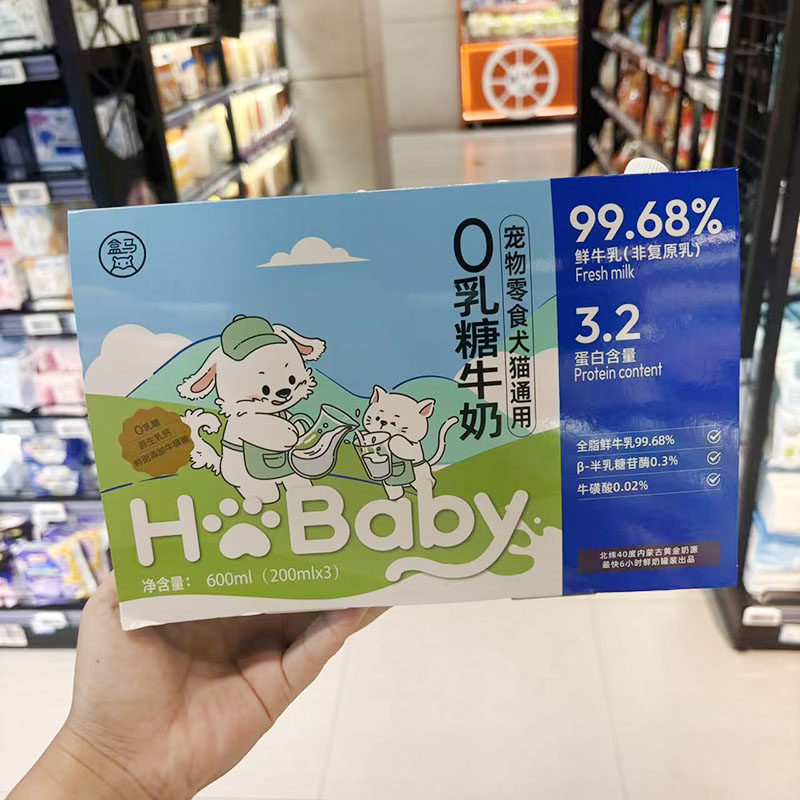 盒马
宠物零食犬猫通用
0乳糖牛奶
0乳糖
原生乳钙
特别添加牛磺酸
HBaby
净含量: 600ml（200mlx3）
99.68%
鲜牛乳(非复原乳)
Fresh milk
3.2
蛋白含量
Protein content
全脂鲜牛乳99.68%
β-半乳糖苷酶0.3%
牛磺酸0.02%
北纬40度内蒙古黄金奶源
最快6小时鲜奶罐装出品